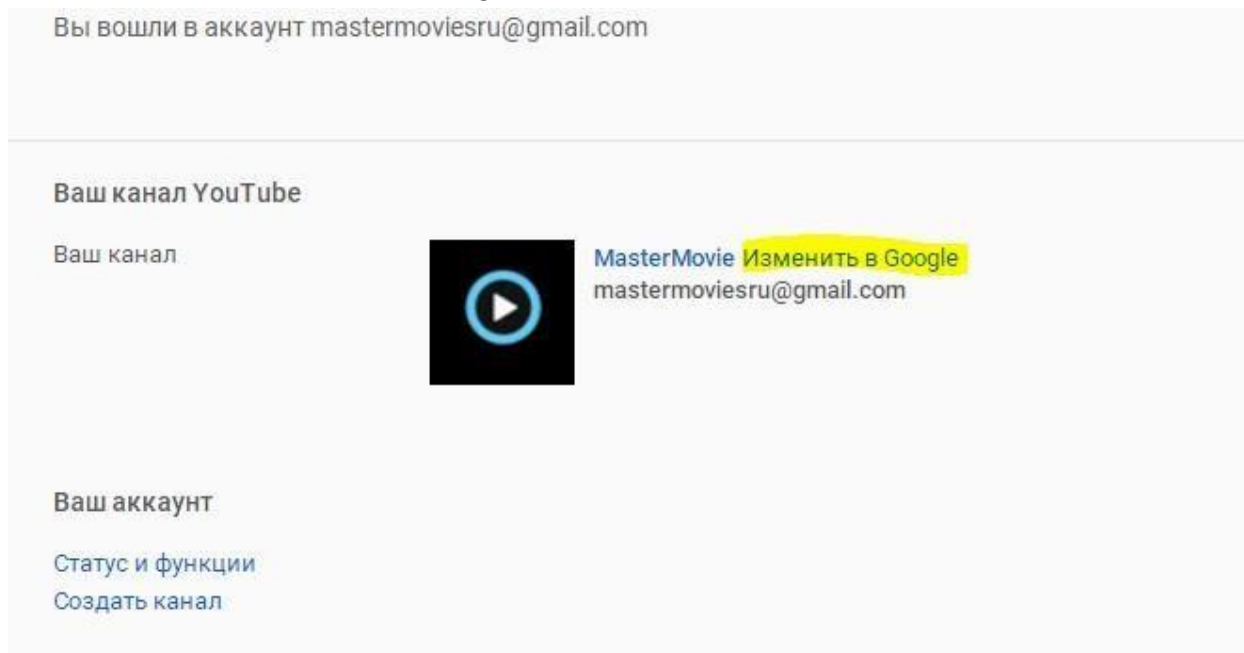 Вы вошли в аккаунт mastermoviesru@gmail.com
Ваш канал YouTube
Ваш канал
MasterMovie Изменить в Google
mastermoviesru@gmail.com
Ваш аккаунт
Статус и функции
Создать канал